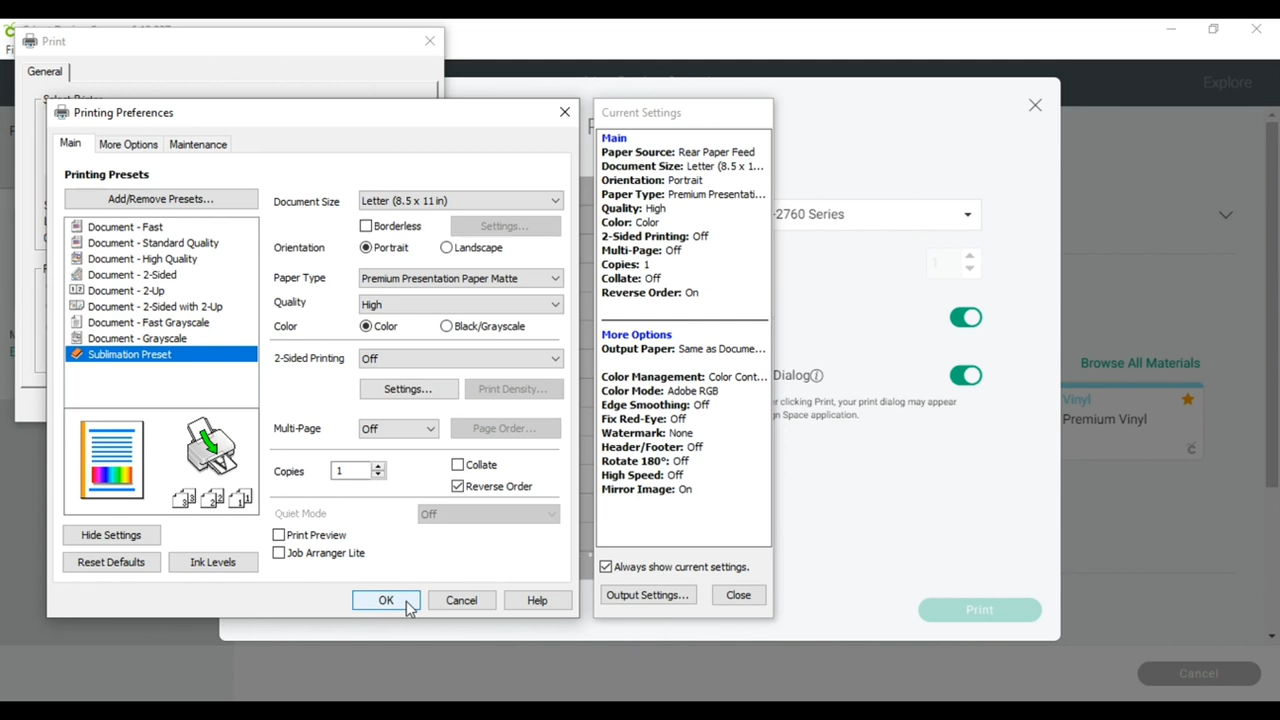 Print
General
Explore
Printing Preferences
Main
More Options
Maintenance
Printing Presets
Add/Remove Presets...
Document - Fast
Document - Standard Quality
Document - High Quality
Document - 2-Sided
Document - 2-Up
Document - 2-Sided with 2-Up
Document - Fast Grayscale
Document - Grayscale
Sublimation Preset
Hide Settings
Reset Defaults
Ink Levels
Document Size
Letter (8.5 x 11 in)
Borderless
Settings...
Orientation
Portrait
Landscape
Paper Type
Premium Presentation Paper Matte
Quality
High
Color
Color
Black/Grayscale
2-Sided Printing
Off
Settings...
Print Density...
Multi-Page
Off
Page Order...
Copies
1
Collate
Reverse Order
Quiet Mode
Off
Print Preview
Job Arranger Lite
OK
Cancel
Help
Current Settings
Main
Paper Source: Rear Paper Feed
Document Size: Letter (8.5 x 1...
Orientation: Portrait
Paper Type: Premium Presentati...
Quality: High
Color: Color
2-Sided Printing: Off
Multi-Page: Off
Copies: 1
Collate: Off
Reverse Order: On
More Options
Output Paper: Same as Docume...
Color Management: Color Cont...
Color Mode: Adobe RGB
Edge Smoothing: Off
Fix Red-Eye: Off
Watermark: None
Header/Footer: Off
Rotate 180°: Off
High Speed: Off
Mirror Image: On
Always show current settings.
Output Settings...
Close
-2760 Series
1
Dialog
r clicking Print, your print dialog may appear
n Space application.
Print
Browse All Materials
Vinyl
Premium Vinyl
Cancel